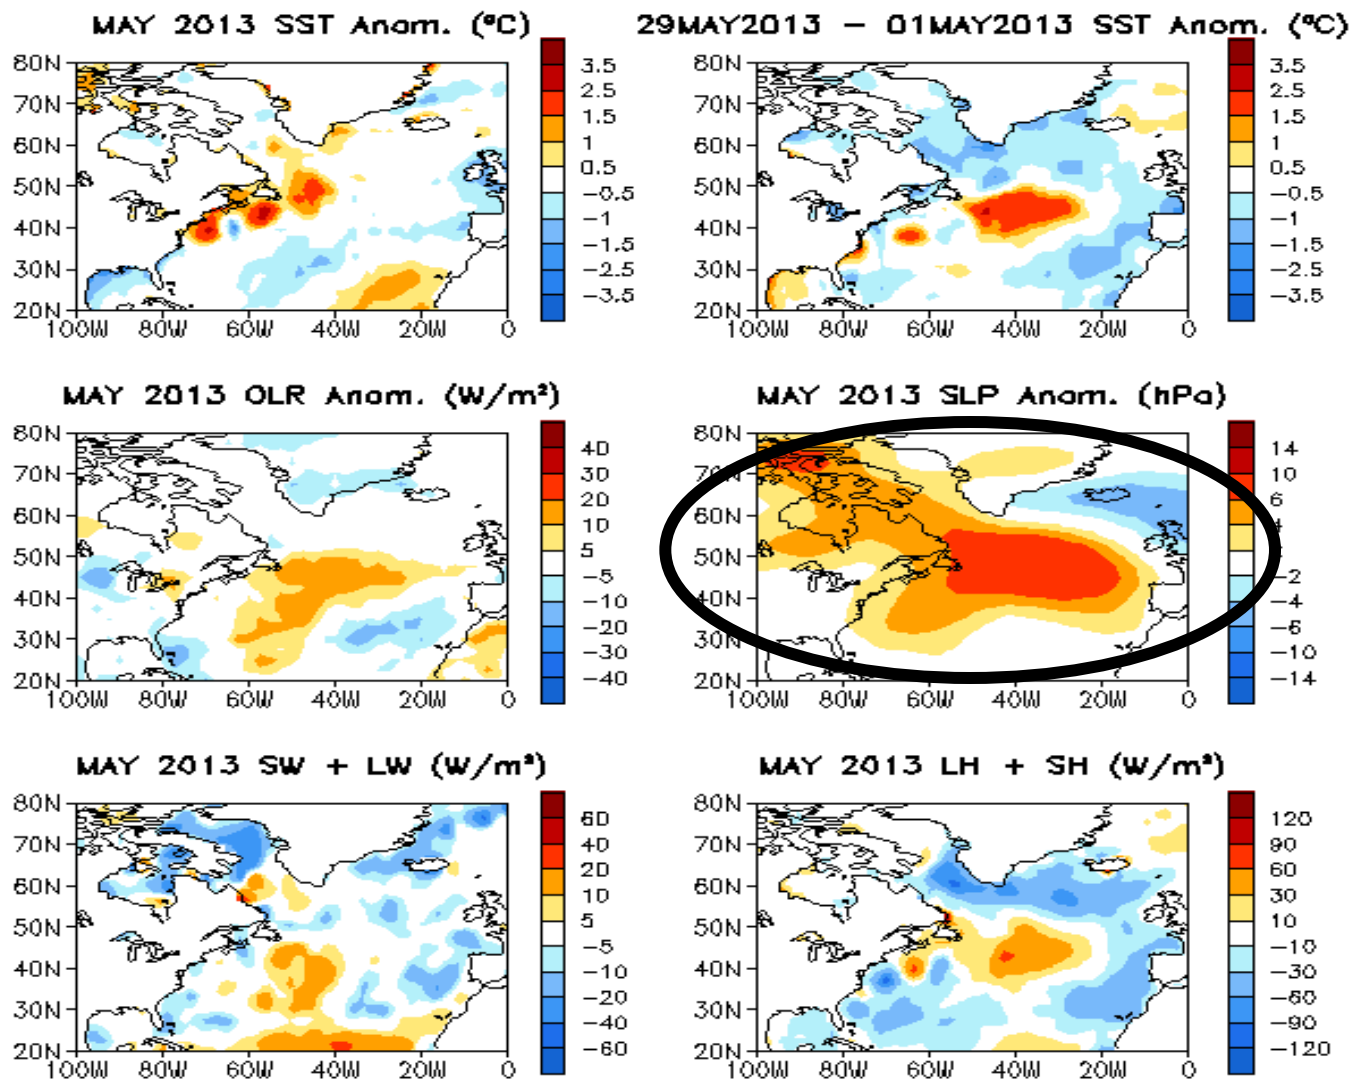 MAY 2013 SST Anom. (°C)
80N
70N
60N
50N
40N
30N
20N
100W 80W 60W 40W 20W 0
3.5
2.5
1.5
1
0.5
−0.5
−1
−1.5
−2.5
−3.5
29MAY2013 − 01MAY2013 SST Anom. (°C)
80N
70N
60N
50N
40N
30N
20N
100W 80W 60W 40W 20W 0
3.5
2.5
1.5
1
0.5
−0.5
−1
−1.5
−2.5
−3.5
MAY 2013 OLR Anom. (W/m²)
80N
70N
60N
50N
40N
30N
20N
100W 80W 60W 40W 20W 0
40
30
20
10
5
−5
−10
−20
−30
−40
MAY 2013 SLP Anom. (hPa)
80N
70N
60N
50N
40N
30N
20N
100W 80W 60W 40W 20W 0
14
10
6
−2
−4
−6
−10
−14
MAY 2013 SW + LW (W/m²)
80N
70N
60N
50N
40N
30N
20N
100W 80W 60W 40W 20W 0
60
40
20
10
5
−5
−10
−20
−40
−60
MAY 2013 LH + SH (W/m²)
80N
70N
60N
50N
40N
30N
20N
100W 80W 60W 40W 20W 0
120
90
60
30
10
−10
−30
−60
−90
−120